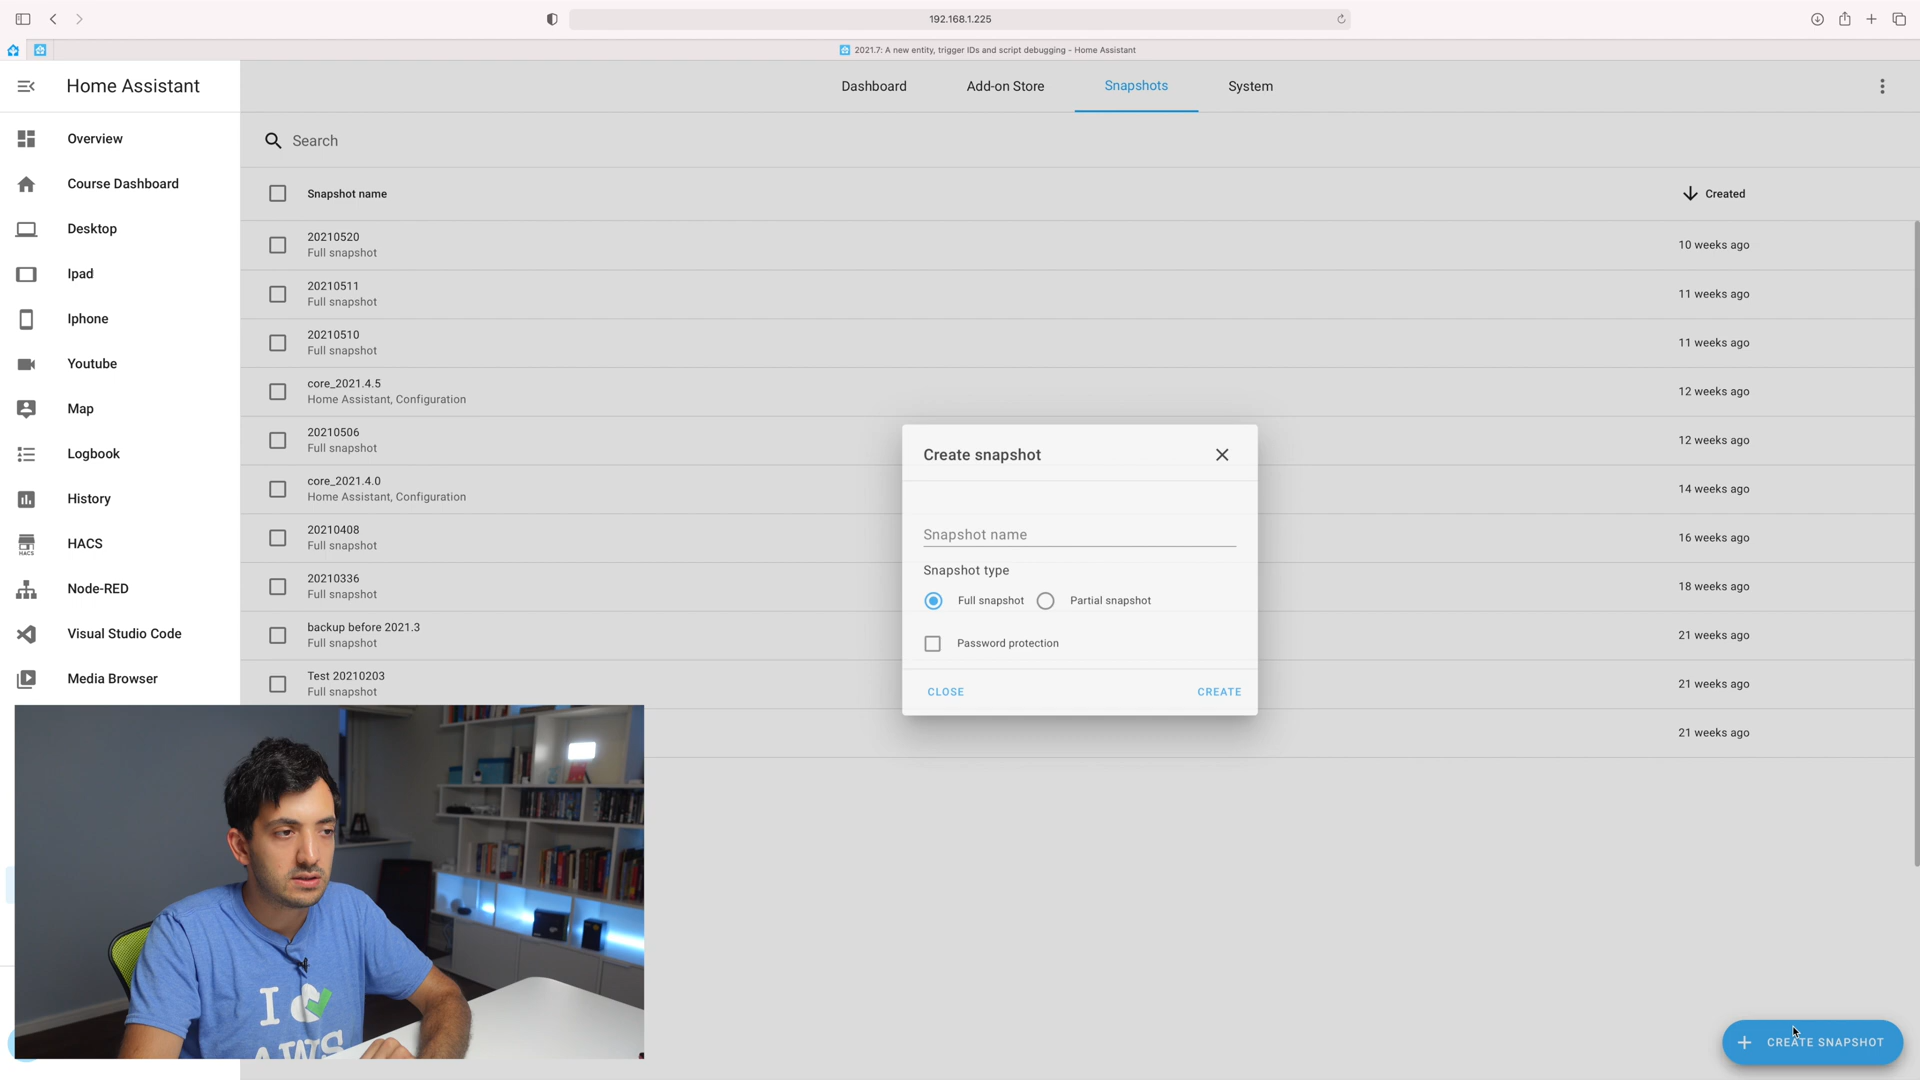 192.168.1.225
2021.7: A new entity, trigger IDs and script debugging - Home Assistant
Home Assistant
Dashboard
Add-on Store
Snapshots
System
Overview
Course Dashboard
Desktop
Ipad
Iphone
Youtube
Map
Logbook
History
HACS
HACS
Node-RED
Visual Studio Code
Media Browser
Search
Snapshot name
Created
20210520
Full snapshot
10 weeks ago
20210511
Full snapshot
11 weeks ago
20210510
Full snapshot
11 weeks ago
core_2021.4.5
Home Assistant, Configuration
12 weeks ago
20210506
Full snapshot
12 weeks ago
core_2021.4.0
Home Assistant, Configuration
14 weeks ago
20210408
Full snapshot
16 weeks ago
20210336
Full snapshot
18 weeks ago
backup before 2021.3
Full snapshot
21 weeks ago
Test 20210203
Full snapshot
21 weeks ago
21 weeks ago
Create snapshot
Snapshot name
Snapshot type
Full snapshot
Partial snapshot
Password protection
CLOSE
CREATE
I
AWS
CREATE SNAPSHOT